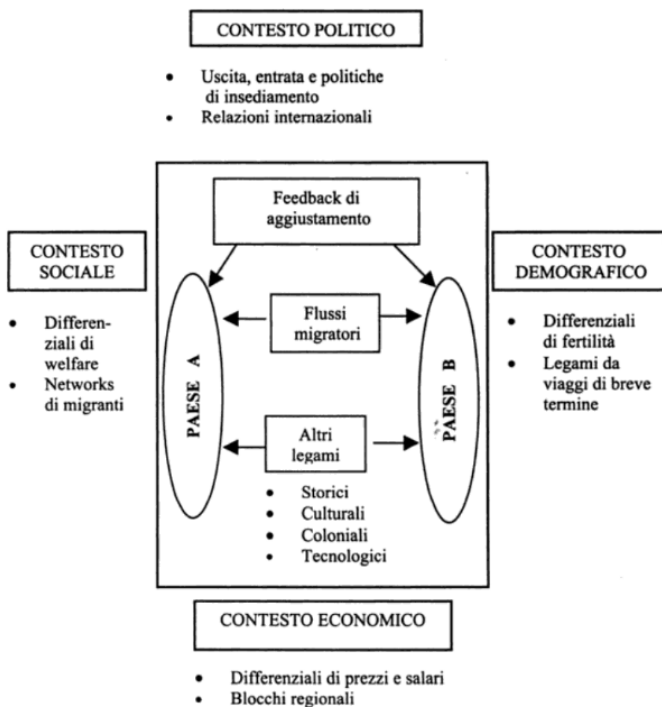 CONTESTO POLITICO
• Uscita, entrata e politiche
di insediamento
• Relazioni internazionali
Feedback di
aggiustamento
CONTESTO
SOCIALE
• Differen-
ziali di
welfare
• Networks
di migranti
PAESE A
Flussi
migratori
Altri
legami
• Storici
• Culturali
• Coloniali
• Tecnologici
PAESE B
CONTESTO
DEMOGRAFICO
• Differenziali
di fertilità
• Legami da
viaggi di breve
termine
CONTESTO ECONOMICO
• Differenziali di prezzi e salari
• Blocchi regionali